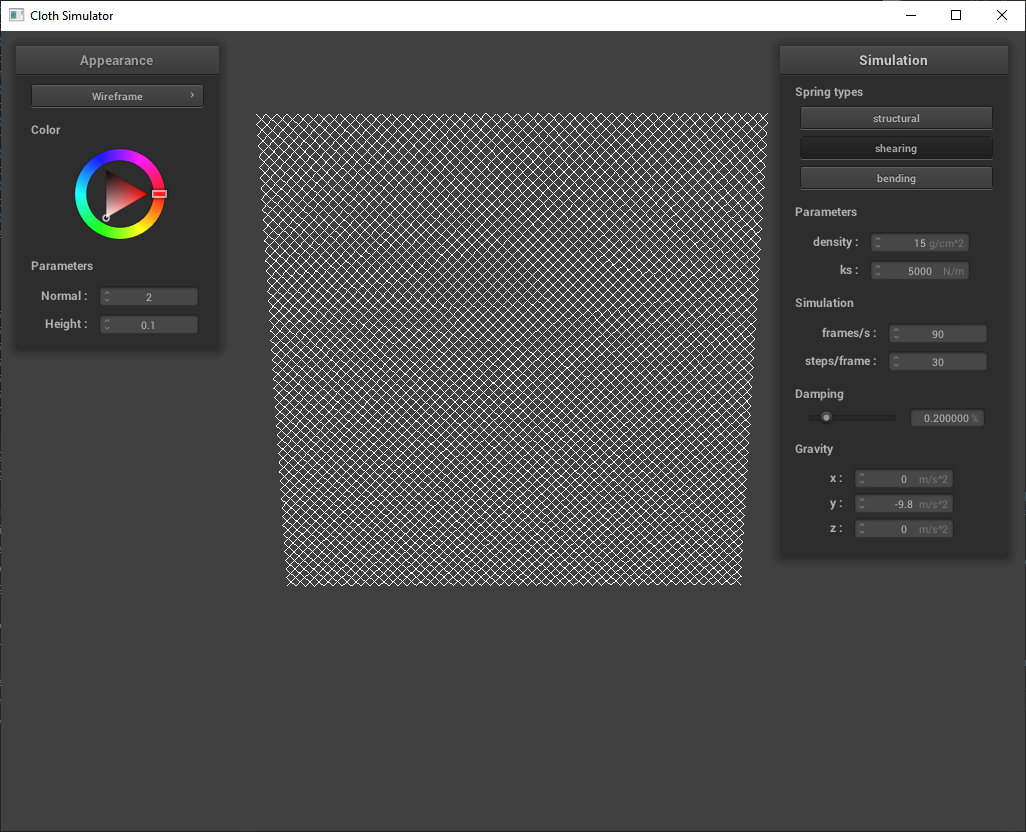 Cloth Simulator
Appearance
Wireframe
Color
Parameters
Normal : 2
Height : 0.1
Simulation
Spring types
structural
shearing
bending
Parameters
density : 15 g/cm^2
ks : 5000 N/m
Simulation
frames/s : 90
steps/frame : 30
Damping
0.200000 %
Gravity
x : 0 m/s^2
y : -9.8 m/s^2
z : 0 m/s^2